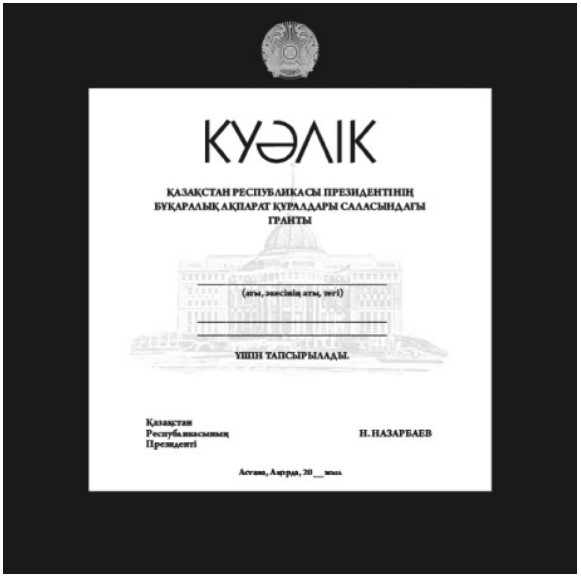 КУӘЛІК
ҚАЗАҚСТАН РЕСПУБЛИКАСЫ ПРЕЗИДЕНТІНІҢ
БҰҚАРАЛЫҚ АҚПАРАТ ҚҰРАЛДАРЫ САЛАСЫНДАҒЫ
ГРАНТЫ
(аты, әкесінің аты, тегі)
ҮШІН ТАПСЫРЫЛАДЫ.
Қазақстан
Республикасының
Президенті
Н. НАЗАРБАЕВ
Астана, Ақорда, 20__ жыл